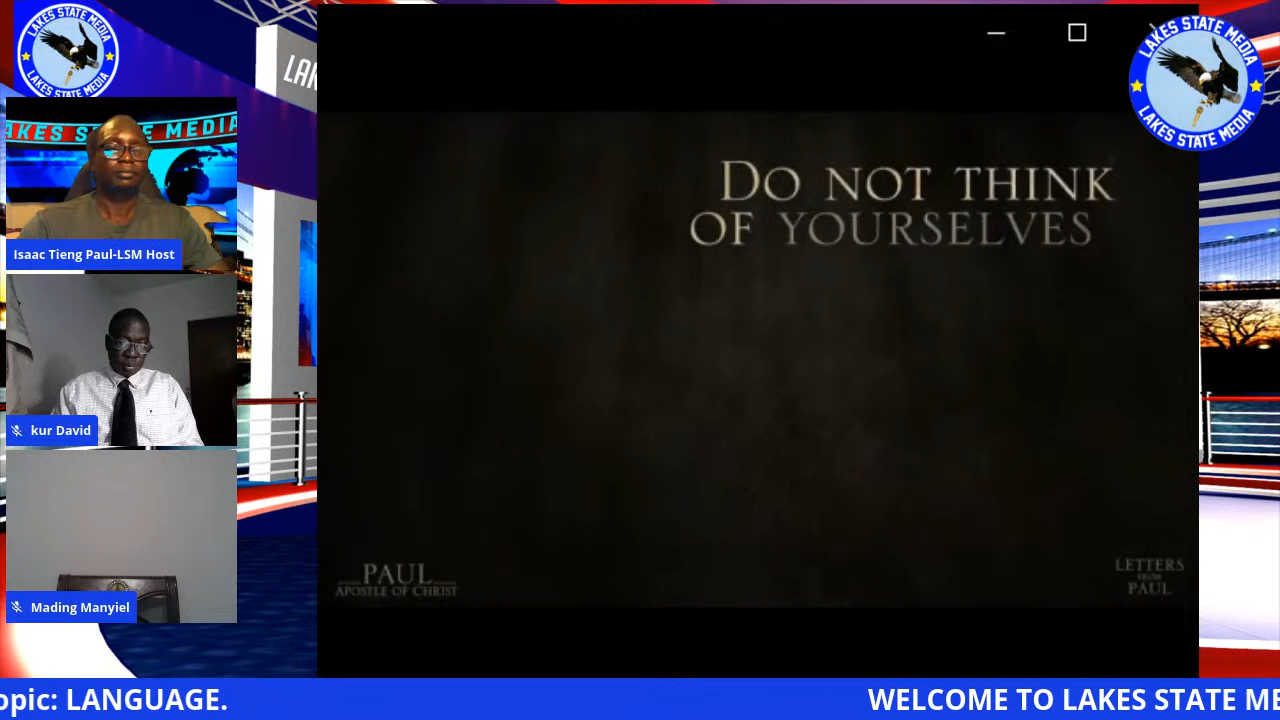 LAKES STATE MEDIA
LAKES STATE MEDIA
LAK
AKES STATE MEDIA
Isaac Tieng Paul-LSM Host
kur David
Mading Manyiel
DO NOT THINK
OF YOURSELVES
PAUL
APOSTLE OF CHRIST
LETTERS
FROM
PAUL
LAKES STATE MEDIA
LAKES STATE MEDIA
opic: LANGUAGE.
WELCOME TO LAKES STATE ME